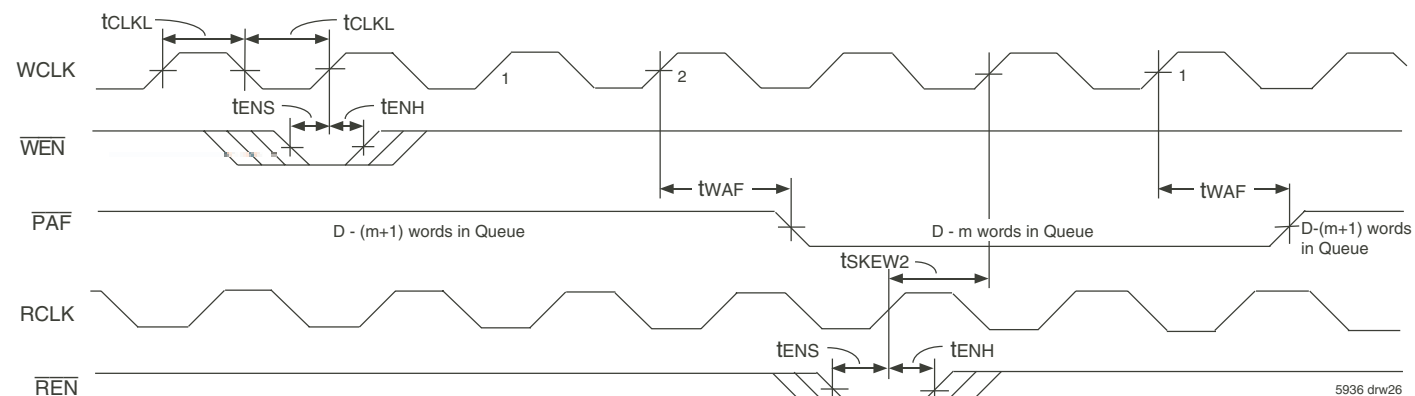 tCLKL tCLKL
WCLK 1 2 1
tENS tENH
WEN
tWAF tWAF
PAF
D - (m+1) words in Queue D - m words in Queue D-(m+1) words
in Queue
tSKEW2
RCLK
tENS tENH
REN
5936 drw26